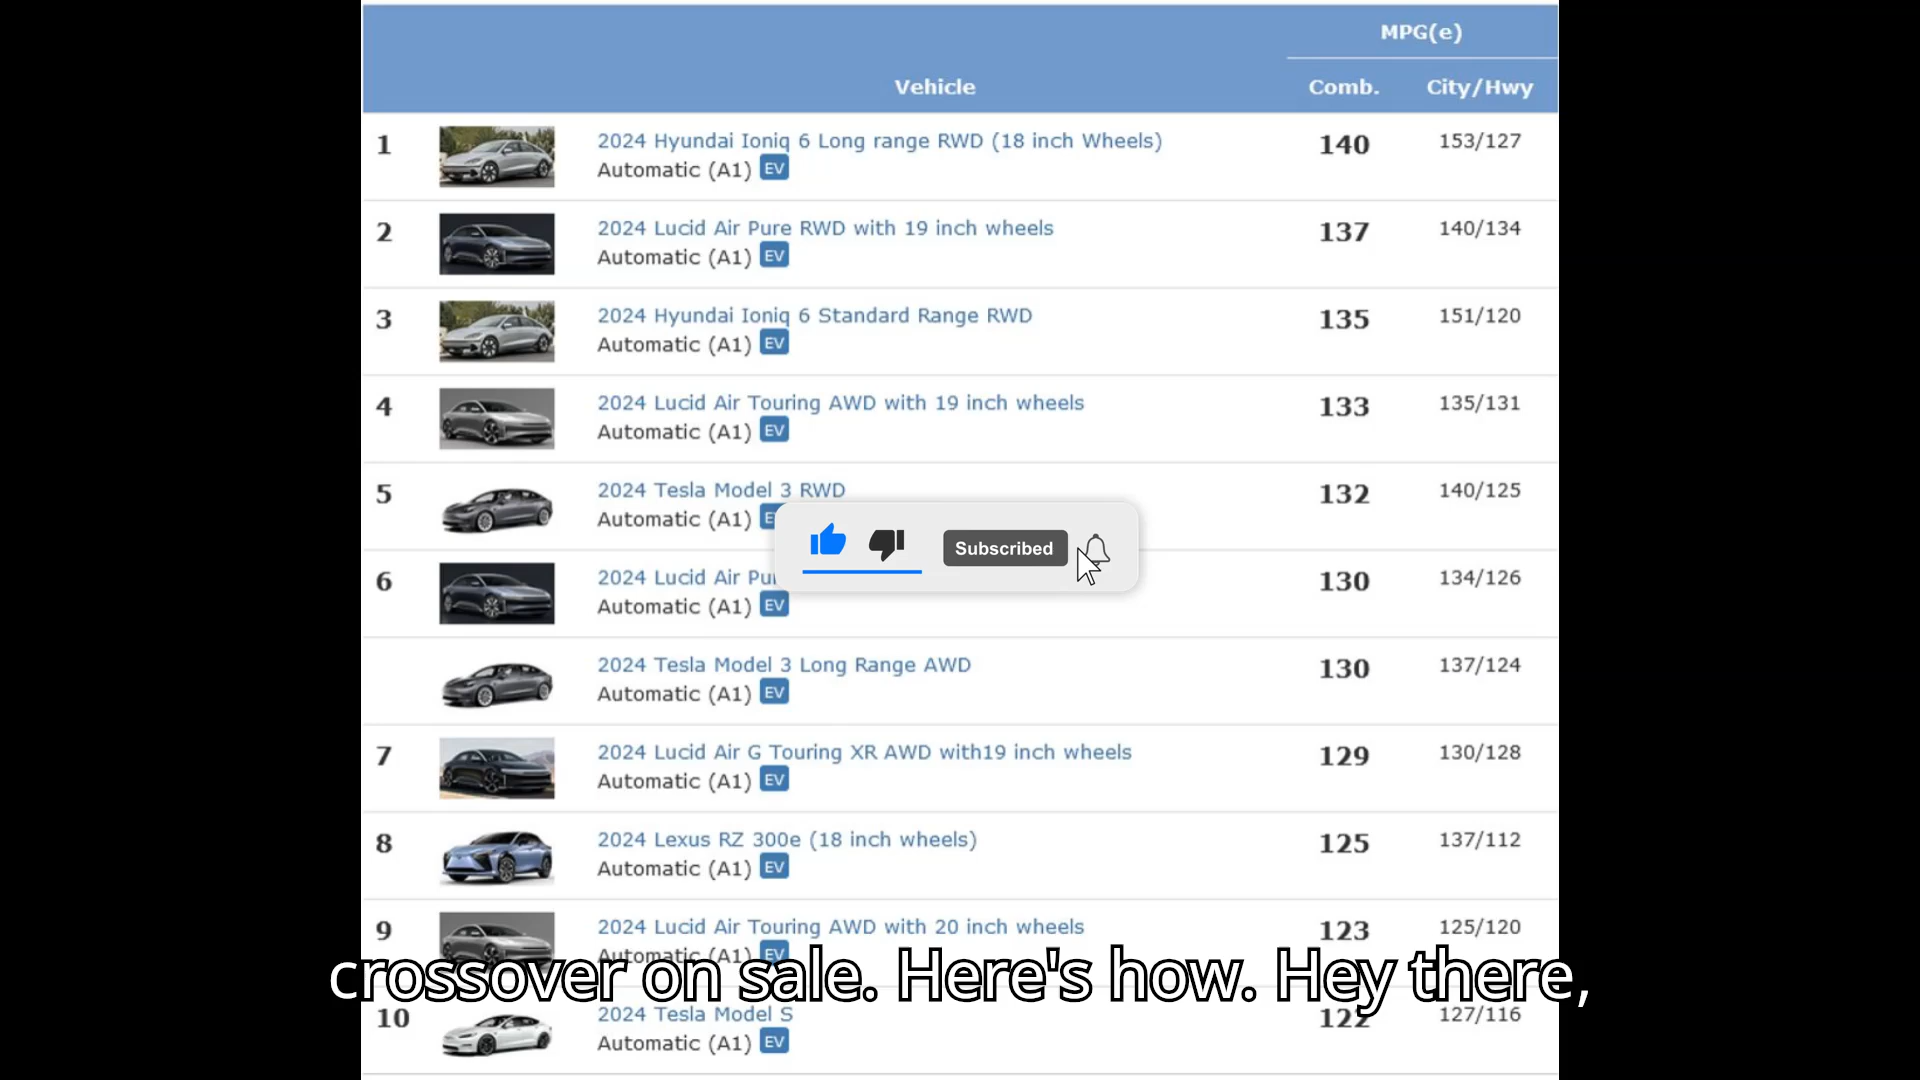 MPG(e)
Vehicle
Comb.
City/Hwy
1
2024 Hyundai Ioniq 6 Long range RWD (18 inch Wheels)
140
153/127
Automatic (A1) EV
2
2024 Lucid Air Pure RWD with 19 inch wheels
137
140/134
Automatic (A1) EV
3
2024 Hyundai Ioniq 6 Standard Range RWD
135
151/120
Automatic (A1) EV
4
2024 Lucid Air Touring AWD with 19 inch wheels
133
135/131
Automatic (A1) EV
5
2024 Tesla Model 3 RWD
132
140/125
Automatic (A1)
Subscribed
6
2024 Lucid Air
130
134/126
Automatic (A1) EV
2024 Tesla Model 3 Long Range AWD
130
137/124
Automatic (A1) EV
7
2024 Lucid Air G Touring XR AWD with19 inch wheels
129
130/128
Automatic (A1) EV
8
2024 Lexus RZ 300e (18 inch wheels)
125
137/112
Automatic (A1) EV
9
2024 Lucid Air Touring AWD with 20 inch wheels
123
125/120
Automatic (A1) EV
crossover on sale. Here's how. Hey there,
10
2024 Tesla Model S
122
127/116
Automatic (A1) EV